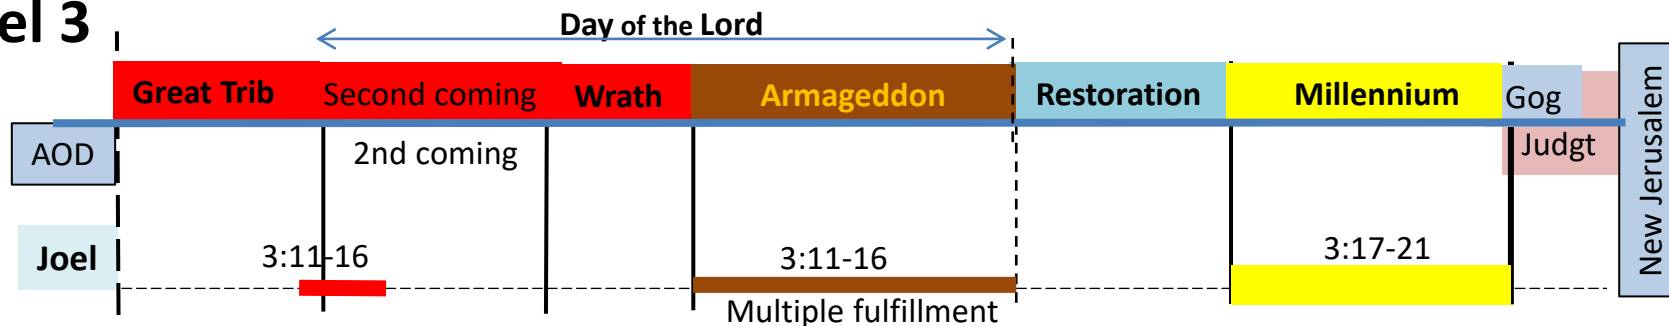 el 3
Day of the Lord
Great Trib Second coming Wrath Armageddon Restoration Millennium Gog
AOD 2nd coming Judgt
New Jerusalem
Joel 3:11-16 3:11-16 3:17-21
Multiple fulfillment